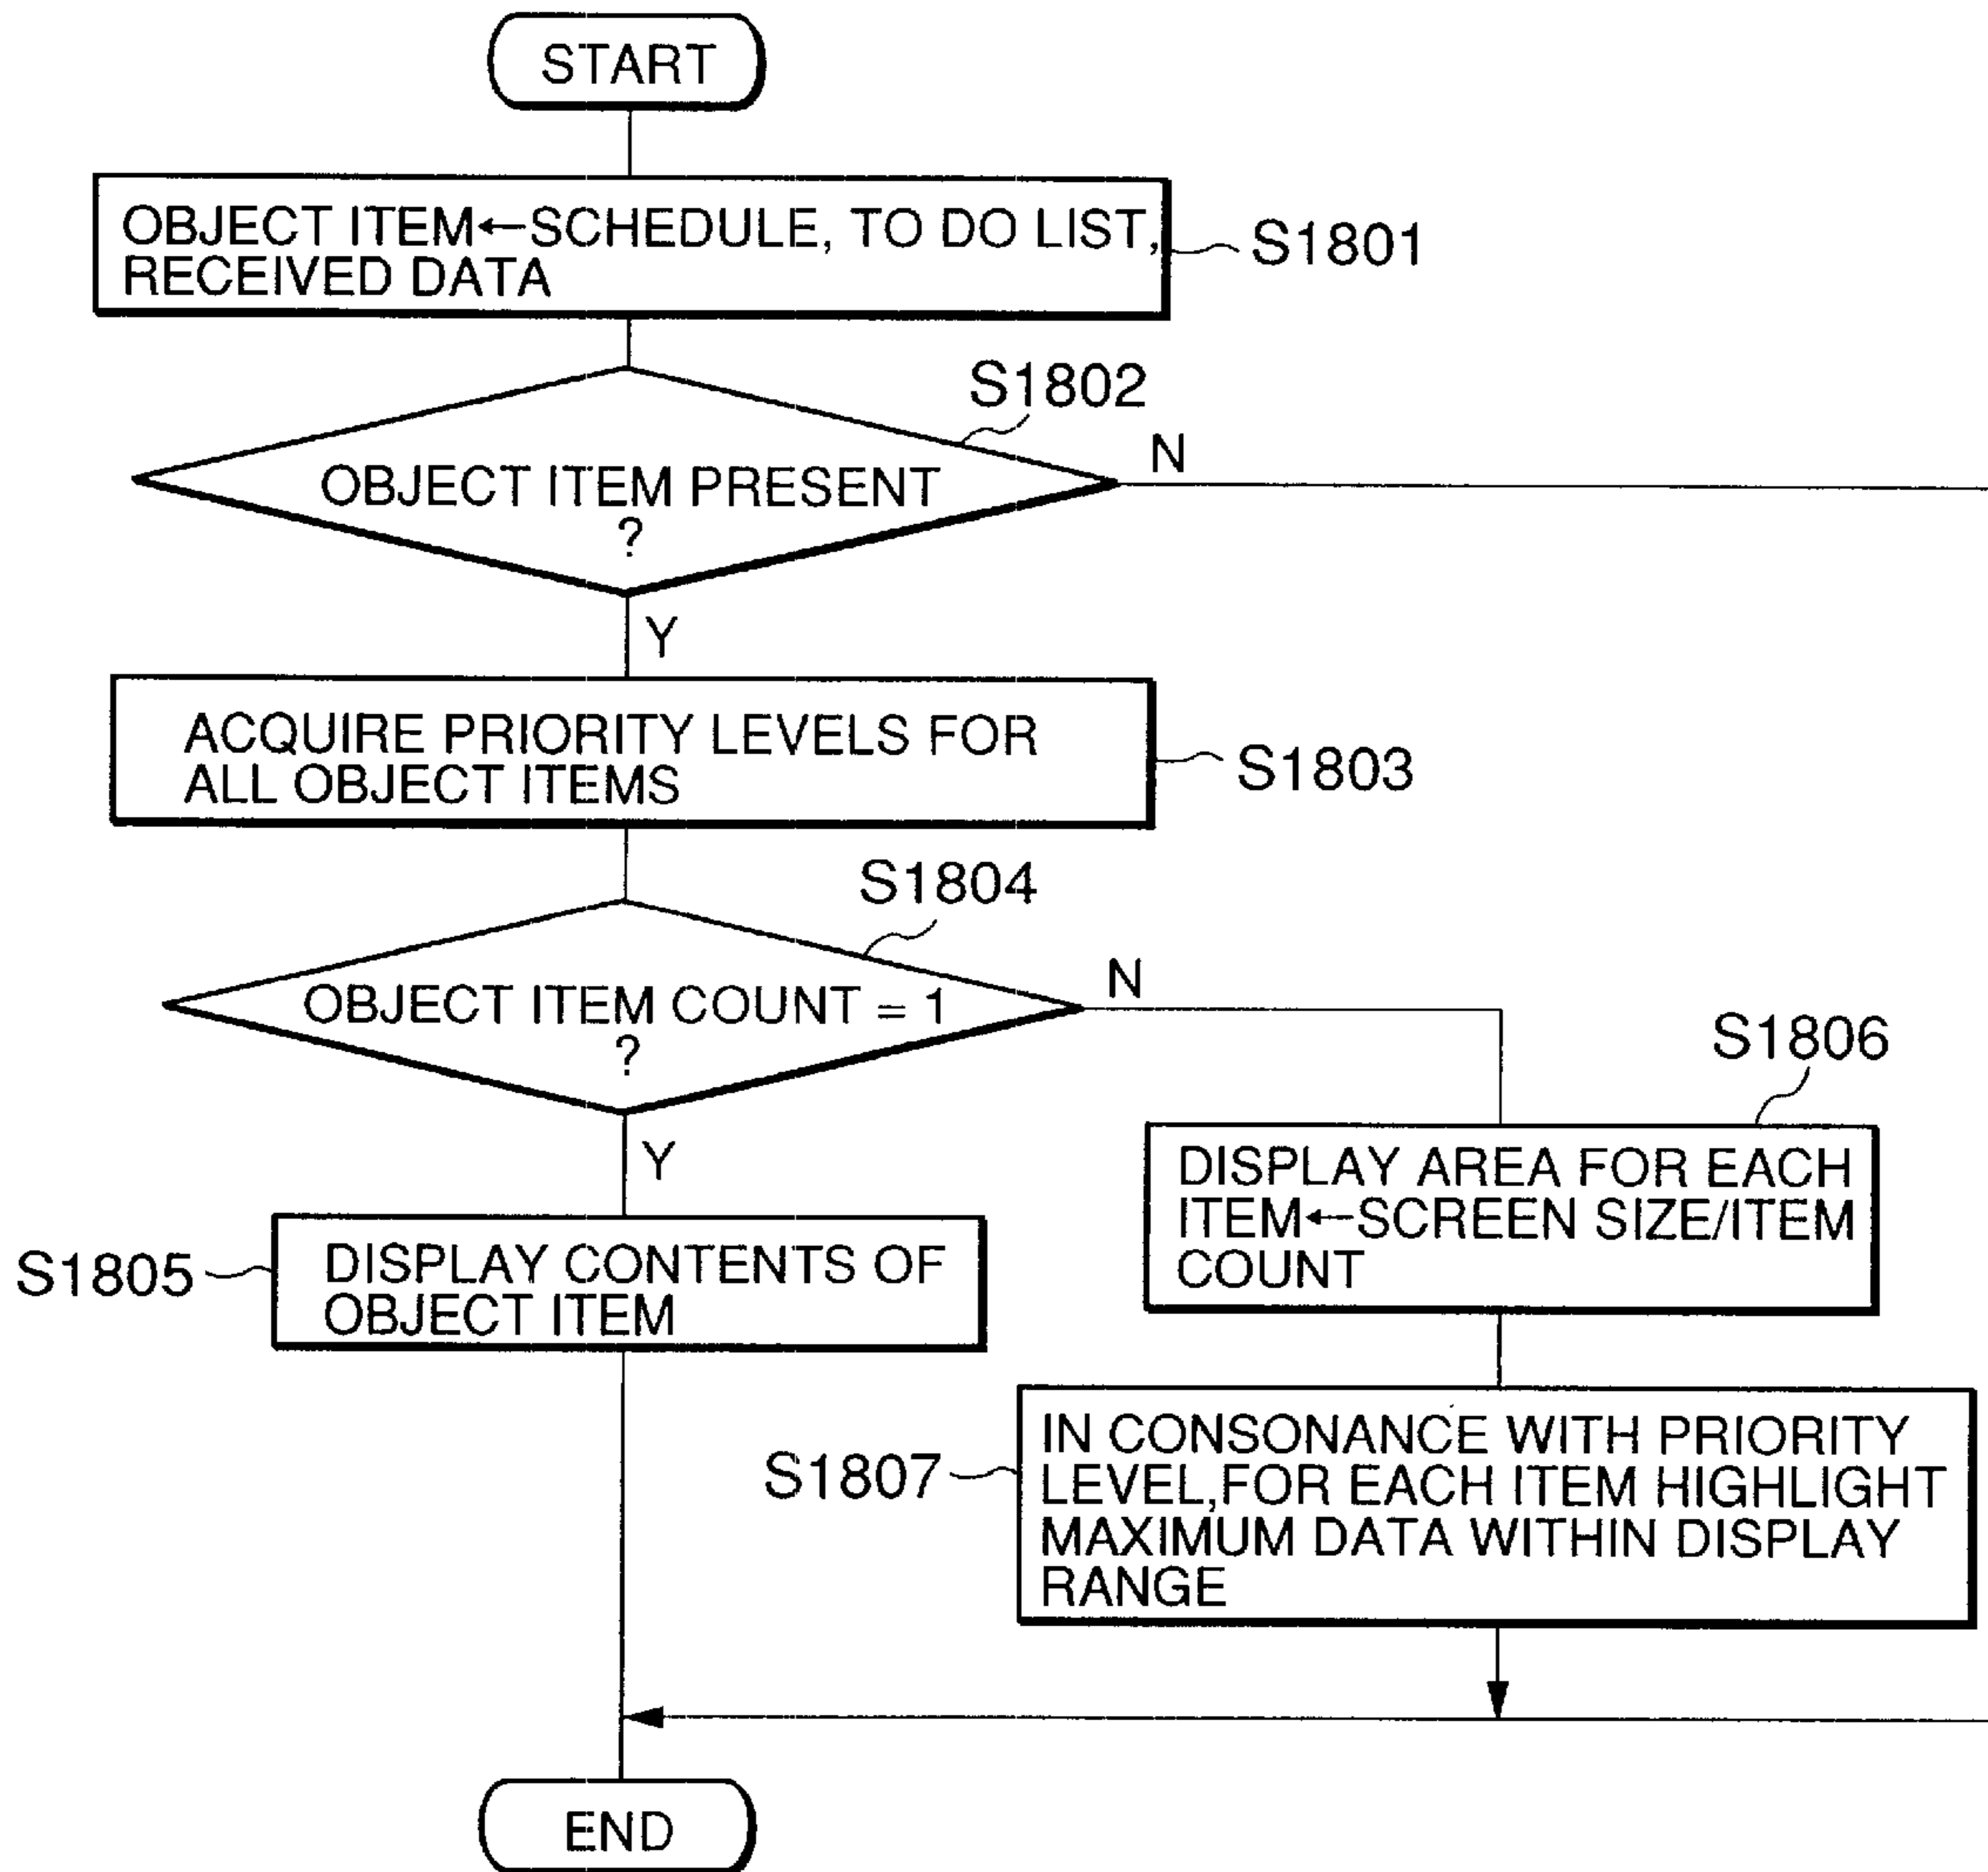 START
OBJECT ITEM←SCHEDULE, TO DO LIST,
RECEIVED DATA
S1801
S1802
OBJECT ITEM PRESENT
?
N
Y
ACQUIRE PRIORITY LEVELS FOR
ALL OBJECT ITEMS
S1803
S1804
OBJECT ITEM COUNT = 1
?
N
Y
S1806
DISPLAY AREA FOR EACH
ITEM←SCREEN SIZE/ITEM
COUNT
S1805
DISPLAY CONTENTS OF
OBJECT ITEM
S1807
IN CONSONANCE WITH PRIORITY
LEVEL,FOR EACH ITEM HIGHLIGHT
MAXIMUM DATA WITHIN DISPLAY
RANGE
END